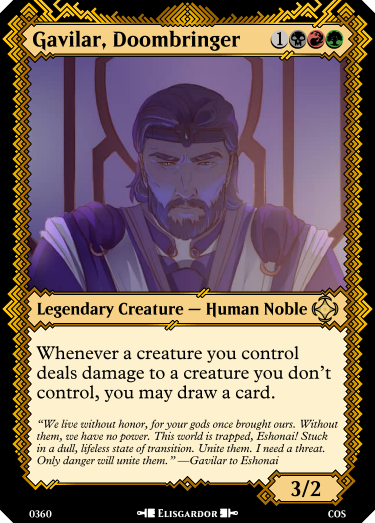 Gavilar, Doombringer 1
Legendary Creature — Human Noble
Whenever a creature you control
deals damage to a creature you don’t
control, you may draw a card.
“We live without honor, for your gods once brought ours. Without
them, we have no power. This world is trapped, Eshonai! Stuck
in a dull, lifeless state of transition. Unite them. I need a threat.
Only danger will unite them.” —Gavilar to Eshonai
3/2
0360 Elisgardor COS